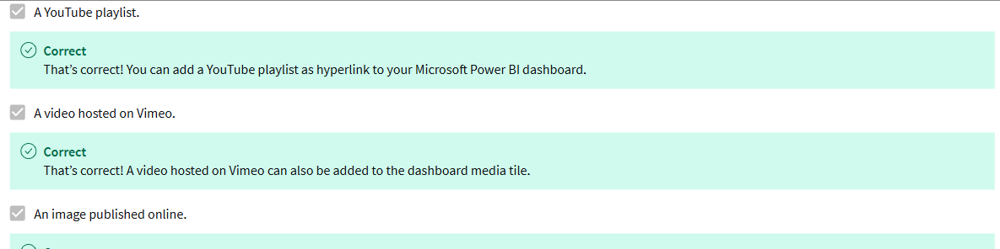 A YouTube playlist.
Correct
That’s correct! You can add a YouTube playlist as hyperlink to your Microsoft Power BI dashboard.
A video hosted on Vimeo.
Correct
That’s correct! A video hosted on Vimeo can also be added to the dashboard media tile.
An image published online.